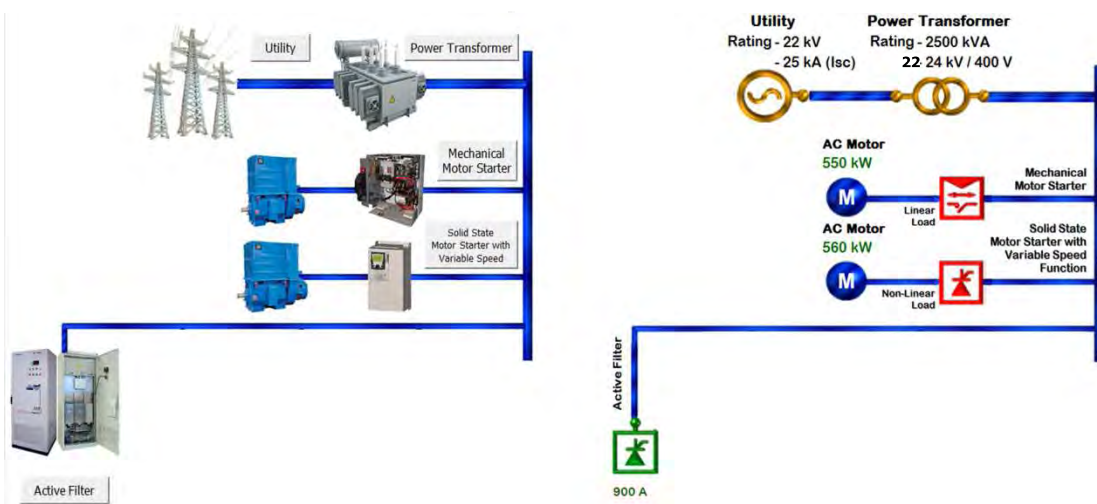 Utility
Power Transformer
Mechanical
Motor Starter
Solid State
Motor Starter with
Variable Speed
Active Filter
Utility
Rating - 22 kV
- 25 kA (Isc)
Power Transformer
Rating - 2500 kVA
22-24 kV / 400 V
AC Motor
550 kW
M
Linear
Load
Mechanical
Motor Starter
AC Motor
560 kW
M
Non-Linear
Load
Solid State
Motor Starter with
Variable Speed
Function
Active Filter
900 A